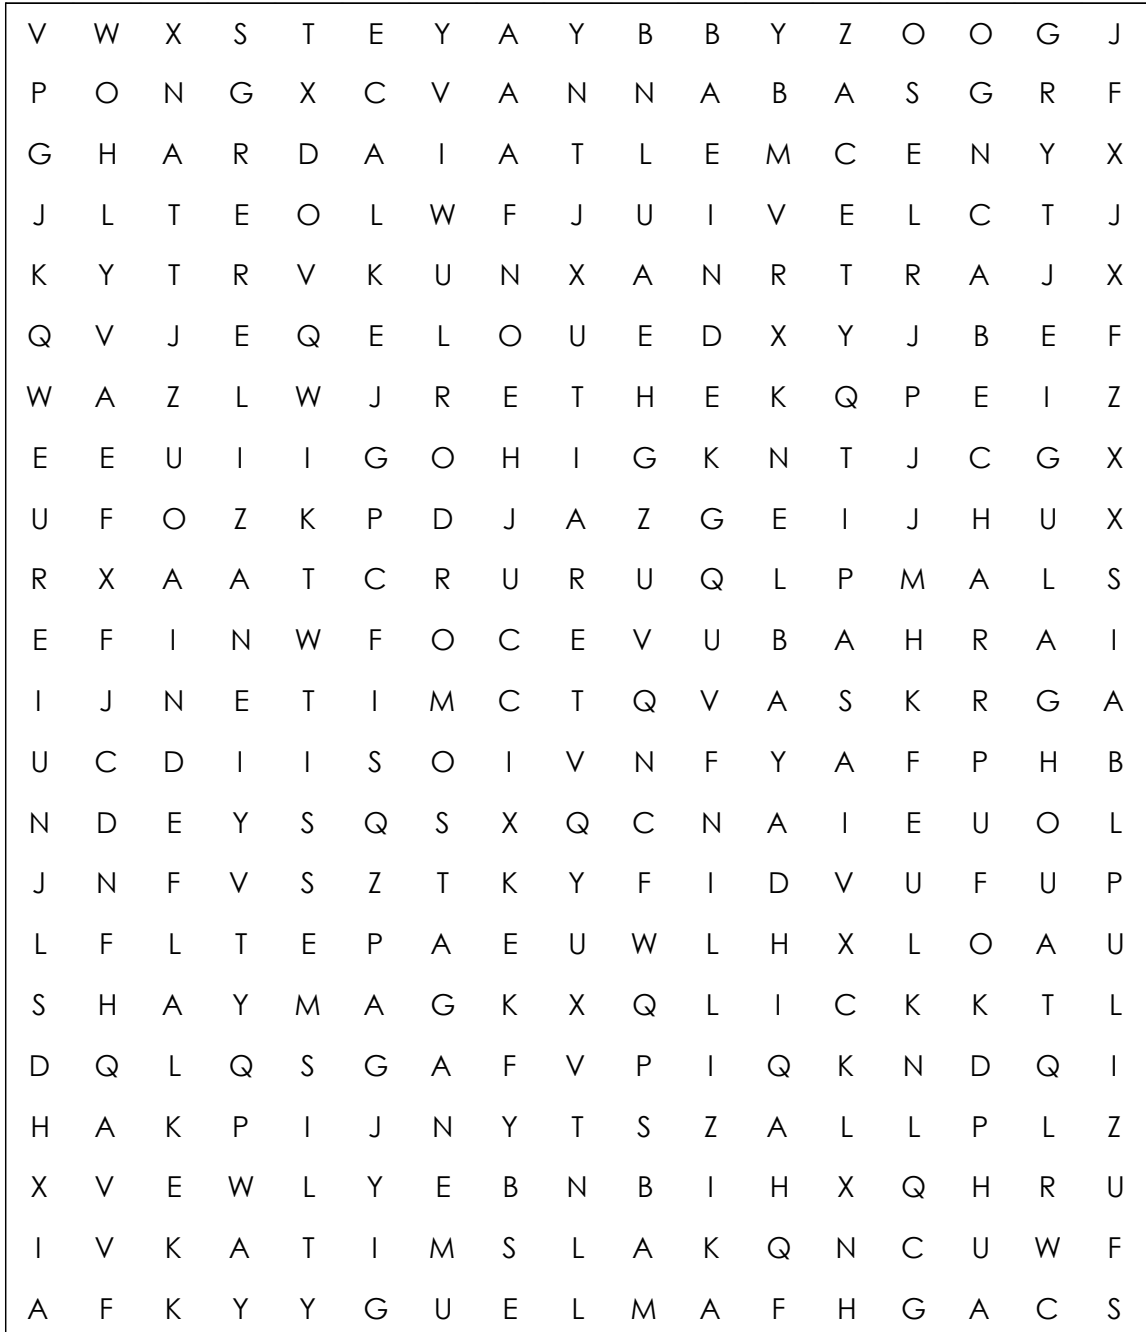 V W X S T E Y A Y B B Y Z O O G J
P O N G X C V A N N A B A S G R F
G H A R D A I A T L E M C E N Y X
J L T E O L W F J U I V E L C T J
K Y T R V K U N X A N R T R A J X
Q V J E Q E L O U E D X Y J B E F
W A Z L W J R E T H E K Q P E I Z
E E U I I G O H I G K N T J C G X
U F O Z K P D J A Z G E I J H U X
R X A A T C R U R U Q L P M A L S
E F I N W F O C E V U B A H R A I
I J N E T I M C T Q V A S K R G A
U C D I I S O I V N F Y A F P H B
N D E Y S Q S X Q C N A I E U O L
J N F V S Z T K Y F I D V U F U P
L F L T E P A E U W L H X L O A U
S H A Y M A G K X Q L I C K K T L
D Q L Q S G A F V P I Q K N D Q I
H A K P I J N Y T S Z A L L P L Z
X V E W L Y E B N B I H X Q H R U
I V K A T I M S L A K Q N C U W F
A F K Y Y G U E L M A F H G A C S